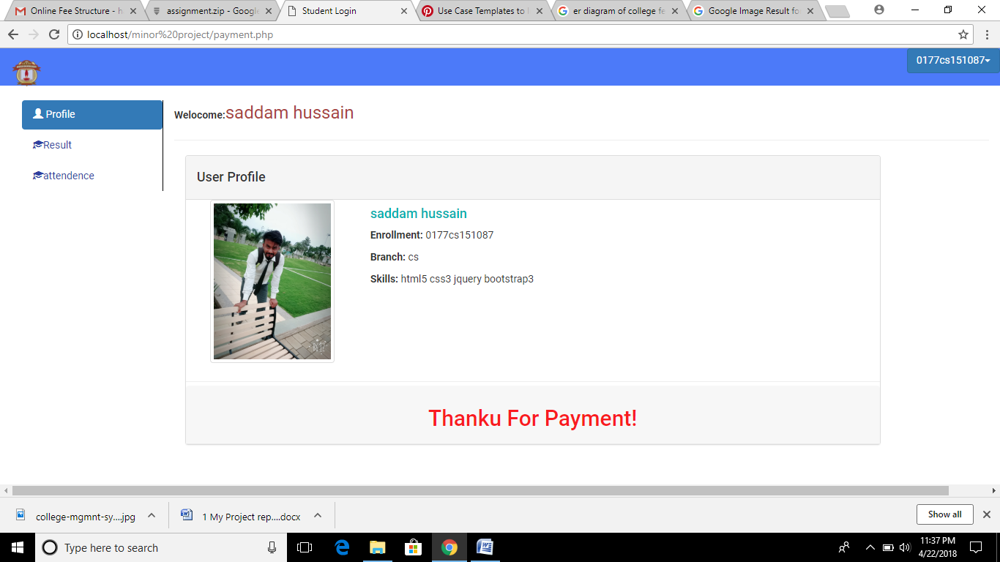 Online Fee Structure - h
assignment.zip - Googl
Student Login
Use Case Templates to
er diagram of college fe
Google Image Result fo
localhost/minor%20project/payment.php
0177cs151087
Profile
Result
attendence
Welocome:saddam hussain
User Profile
saddam hussain
Enrollment: 0177cs151087
Branch: cs
Skills: html5 css3 jquery bootstrap3
Thanku For Payment!
college-mgmnt-sy....jpg
1 My Project rep....docx
Show all
Type here to search
11:37 PM
4/22/2018